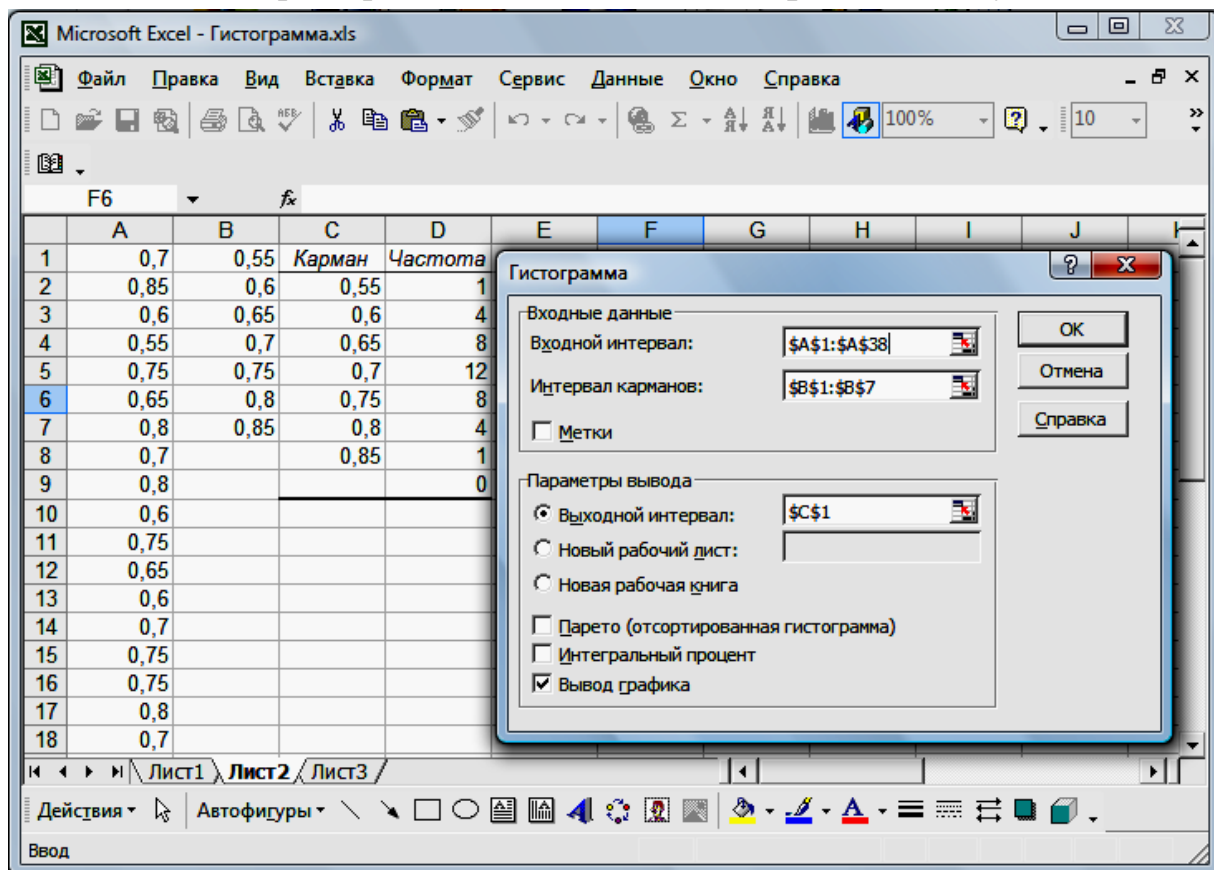 Microsoft Excel - Гистограмма.xls
Файл Правка Вид Вставка Формат Сервис Данные Окно Справка
100% 10
F6 fx
A B C D E F G H I J
1 0,7 0,55 Карман Частота
2 0,85 0,6 0,55 1
3 0,6 0,65 0,6 4
4 0,55 0,7 0,65 8
5 0,75 0,75 0,7 12
6 0,65 0,8 0,75 8
7 0,8 0,85 0,8 4
8 0,7 0,85 1
9 0,8 0
10 0,6
11 0,75
12 0,65
13 0,6
14 0,7
15 0,75
16 0,75
17 0,8
18 0,7
Гистограмма
Входные данные
Входной интервал: $A$1:$A$38
Интервал карманов: $B$1:$B$7
Метки
OK
Отмена
Справка
Параметры вывода
Выходной интервал: $C$1
Новый рабочий лист:
Новая рабочая книга
Парето (отсортированная гистограмма)
Интегральный процент
Вывод графика
Лист1 Лист2 Лист3
Действия Автофигуры
Ввод